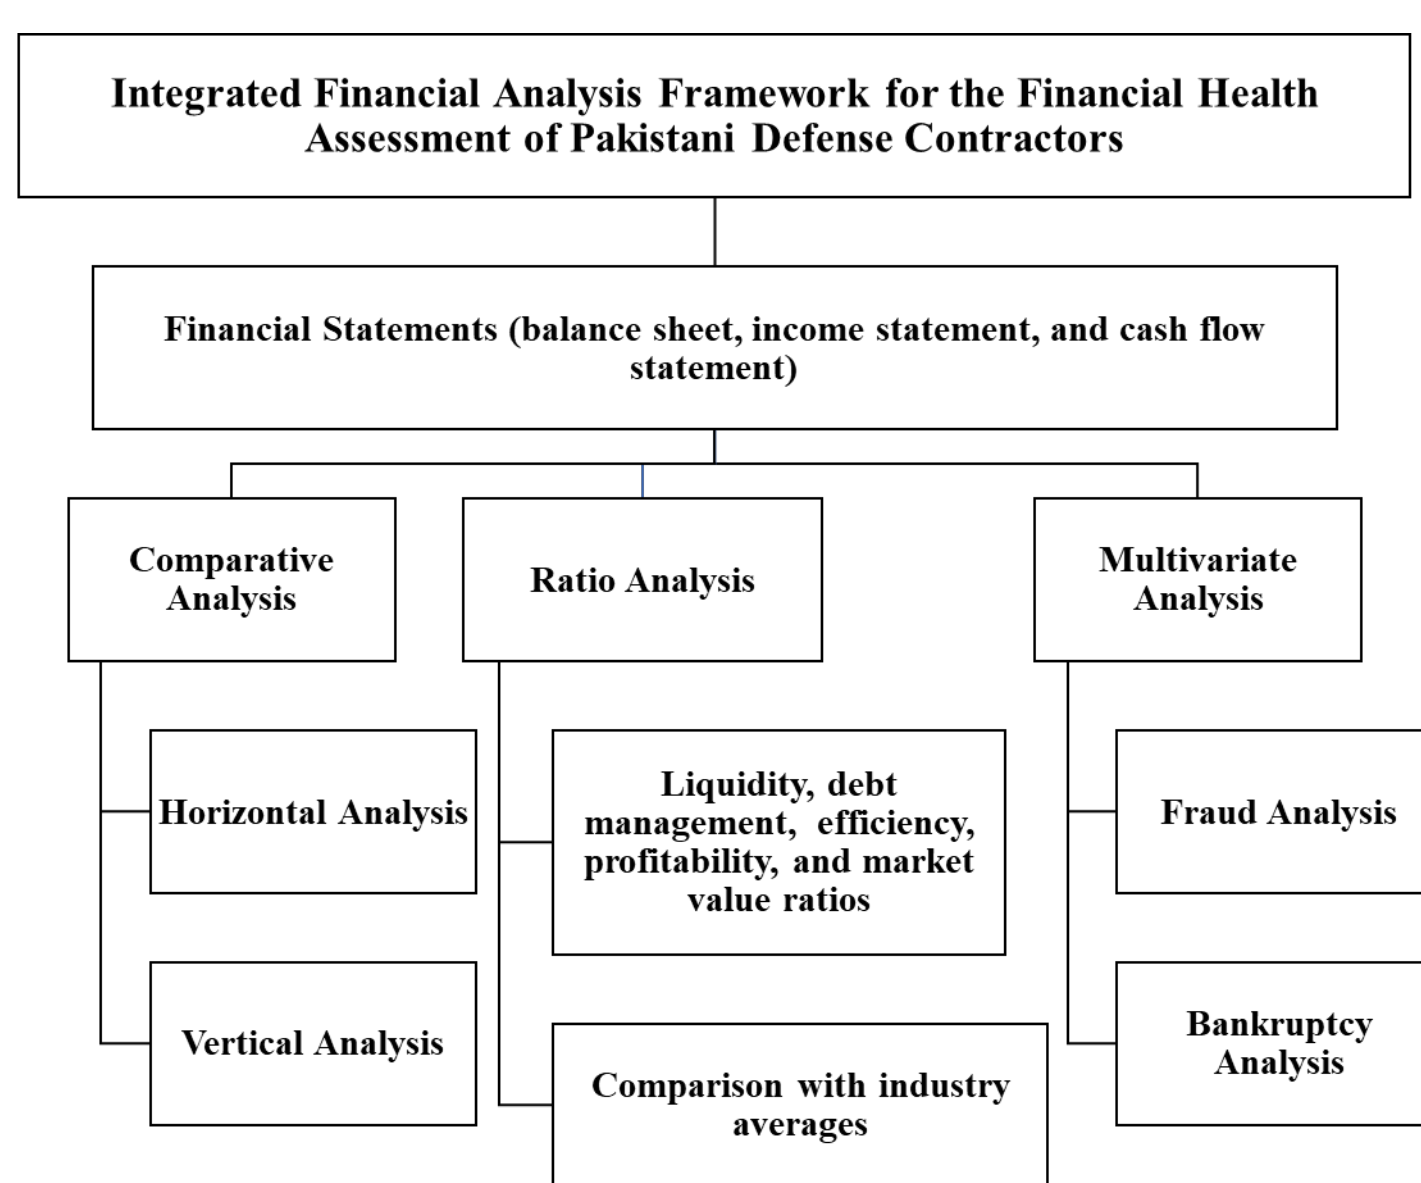 Integrated Financial Analysis Framework for the Financial Health
Assessment of Pakistani Defense Contractors
Financial Statements (balance sheet, income statement, and cash flow
statement)
Comparative
Analysis
Ratio Analysis
Multivariate
Analysis
Horizontal Analysis
Liquidity, debt
management, efficiency,
profitability, and market
value ratios
Fraud Analysis
Vertical Analysis
Comparison with industry
averages
Bankruptcy
Analysis